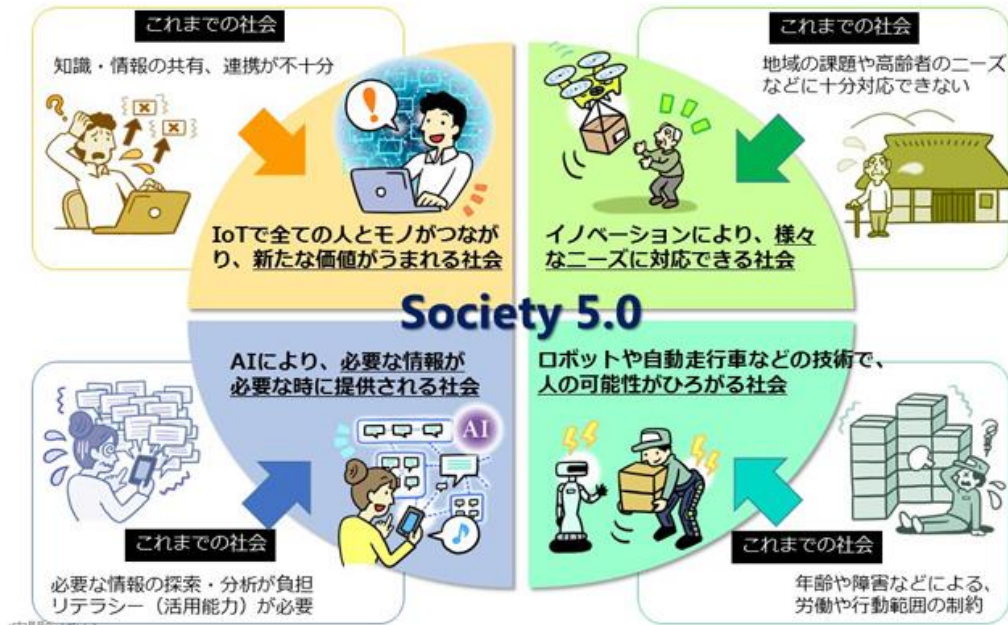 これまでの社会
知識・情報の共有、連携が不十分
IoTで全ての人とモノがつなが
り、新たな価値がうまれる社会
これまでの社会
地域の課題や高齢者のニーズ
などに十分対応できない
イノベーションにより、様々
なニーズに対応できる社会
Society 5.0
AIにより、必要な情報が
必要な時に提供される社会
AI
これまでの社会
必要な情報の探索・分析が負担
リテラシー（活用能力）が必要
ロボットや自動走行車などの技術で、
人の可能性がひろがる社会
これまでの社会
年齢や障害などによる、
労働や行動範囲の制約